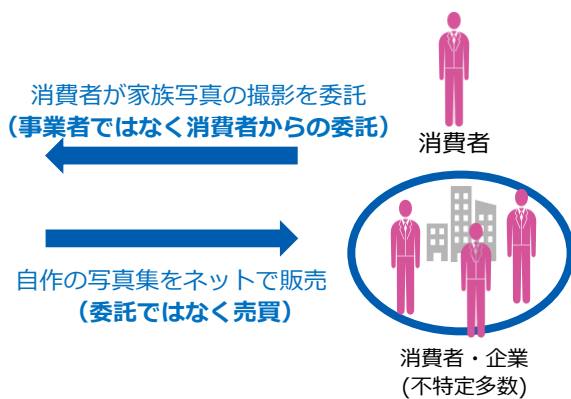 消費者が家族写真の撮影を委託
（事業者ではなく消費者からの委託）
消費者
自作の写真集をネットで販売
（委託ではなく売買）
消費者・企業
(不特定多数)